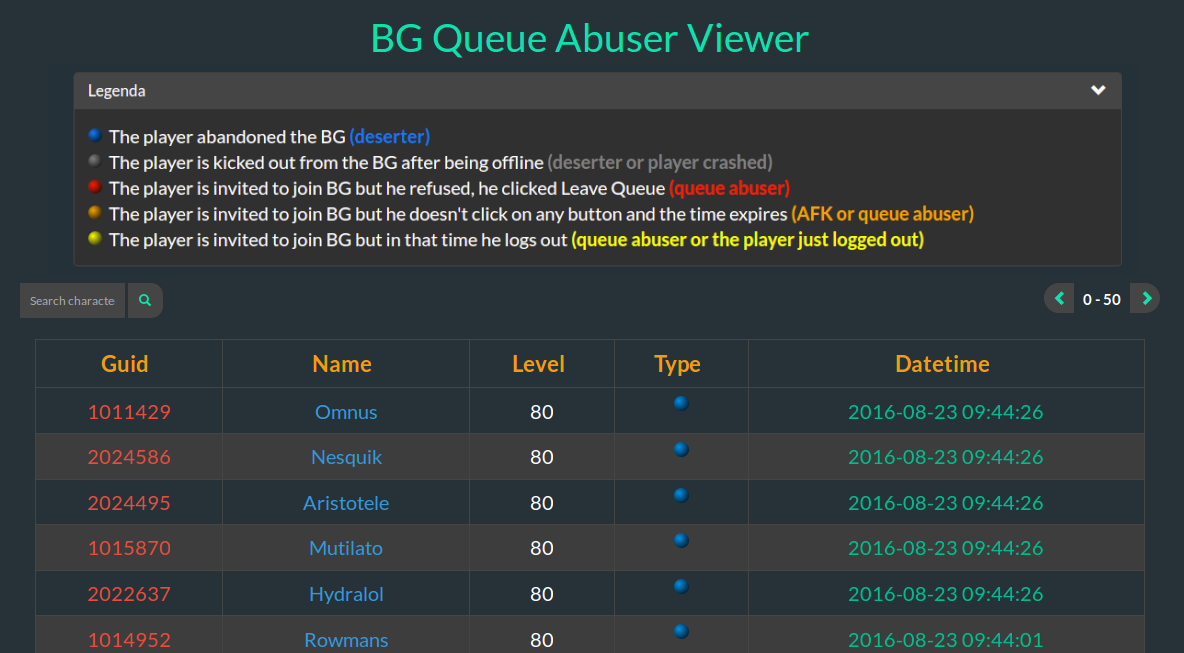 BG Queue Abuser Viewer
Legenda
The player abandoned the BG (deserter)
The player is kicked out from the BG after being offline (deserter or player crashed)
The player is invited to join BG but he refused, he clicked Leave Queue (queue abuser)
The player is invited to join BG but he doesn't click on any button and the time expires (AFK or queue abuser)
The player is invited to join BG but in that time he logs out (queue abuser or the player just logged out)
Search characte 0 - 50
Guid Name Level Type Datetime
1011429 Omnus 80 2016-08-23 09:44:26
2024586 Nesquik 80 2016-08-23 09:44:26
2024495 Aristotele 80 2016-08-23 09:44:26
1015870 Mutilato 80 2016-08-23 09:44:26
2022637 Hydralol 80 2016-08-23 09:44:26
1014952 Rowmans 80 2016-08-23 09:44:01